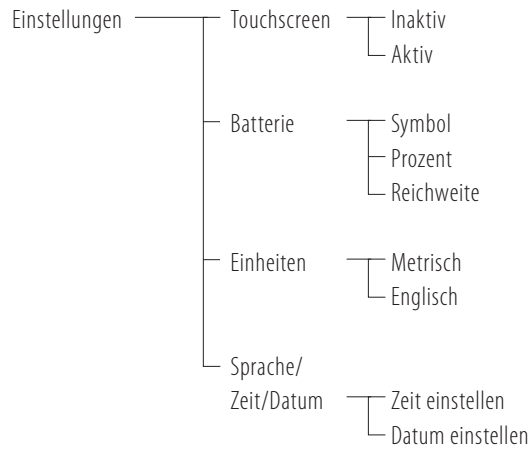 Einstellungen Touchscreen Inaktiv
Aktiv
Batterie Symbol
Prozent
Reichweite
Einheiten Metrisch
Englisch
Sprache/
Zeit/Datum Zeit einstellen
Datum einstellen